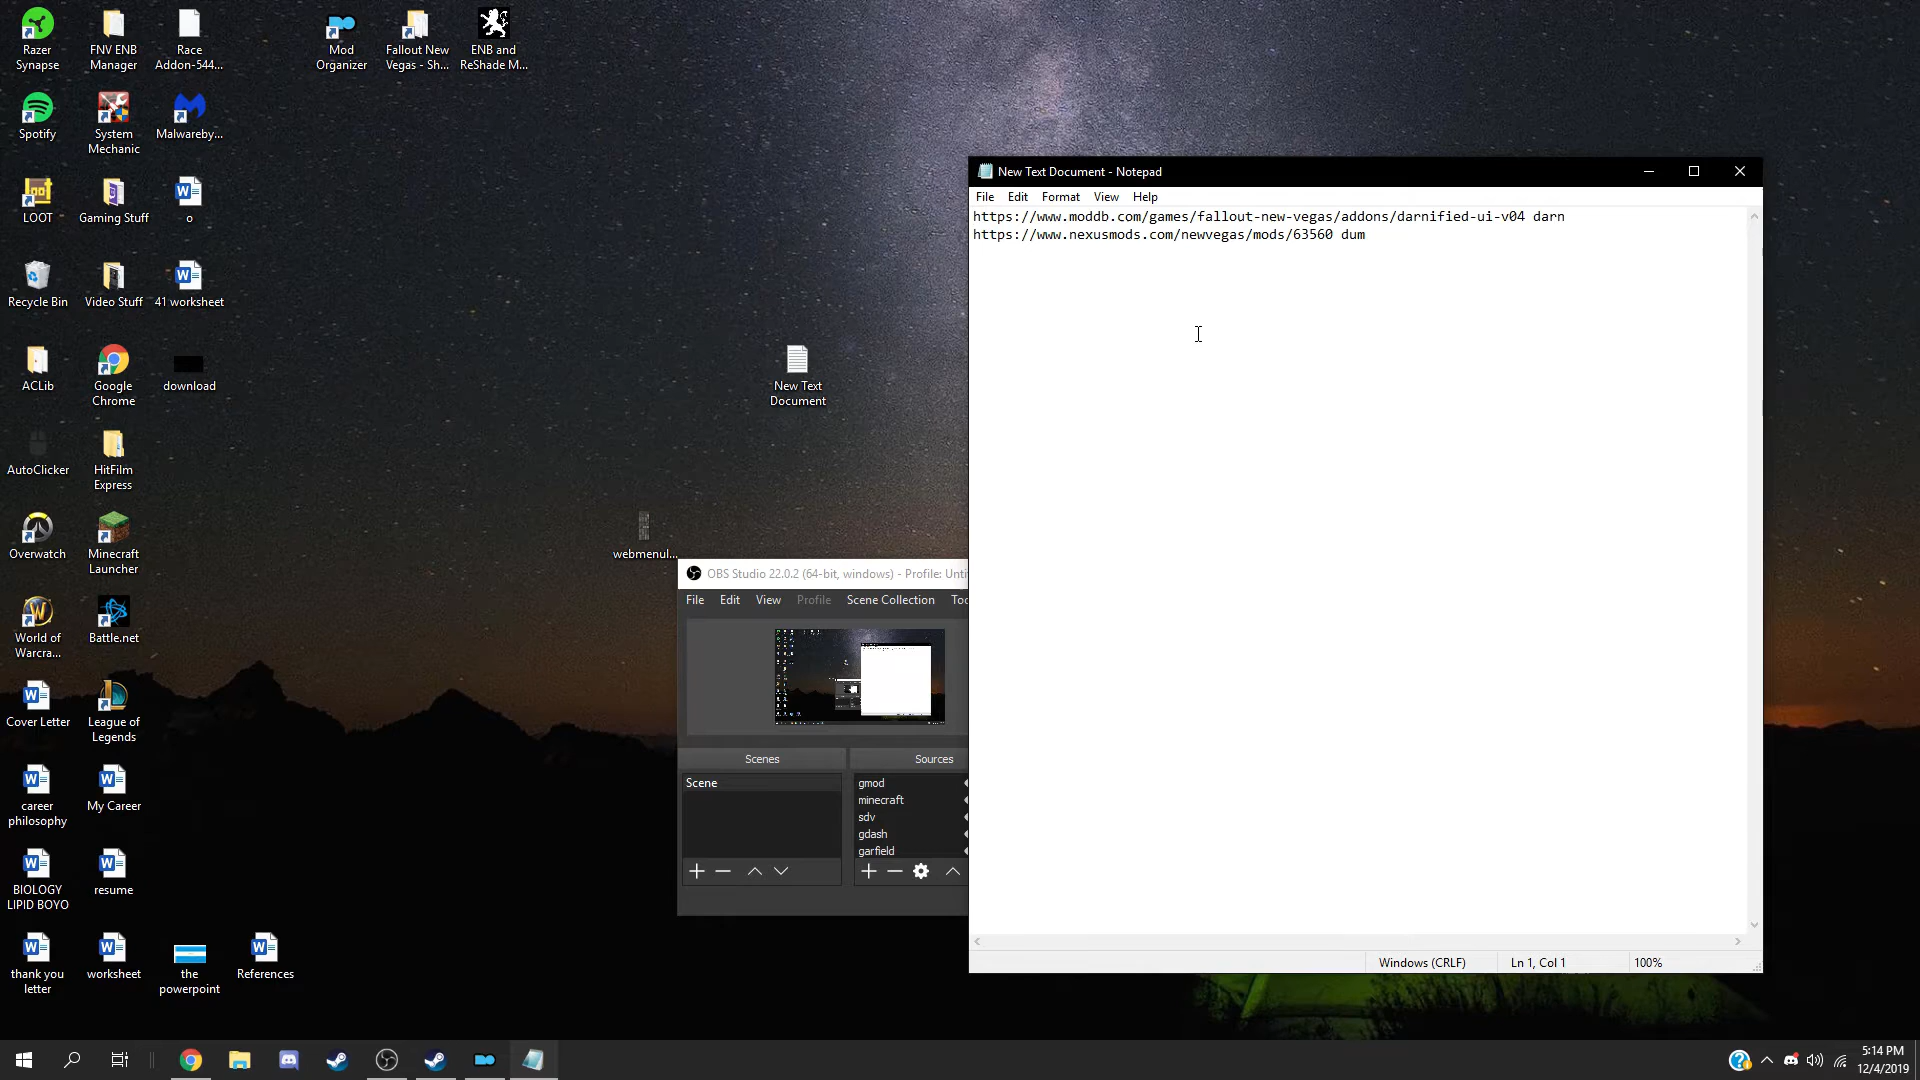 Razer
Synapse
FNV ENB
Manager
Race
Addon-544...
Mod
Organizer
Fallout New
Vegas - Sh...
ENB and
ReShade M...
Spotify
System
Mechanic
Malwareby...
LOOT
Gaming Stuff
o
Recycle Bin
Video Stuff
41 worksheet
ACLib
Google
Chrome
download
AutoClicker
HitFilm
Express
Overwatch
Minecraft
Launcher
World of
Warcra...
Battle.net
Cover Letter
League of
Legends
career
philosophy
My Career
BIOLOGY
LIPID BOYO
resume
thank you
letter
worksheet
the
powerpoint
References
New Text
Document
webmenul...
OBS Studio 22.0.2 (64-bit, windows) - Profile: Unti
File Edit View Profile Scene Collection Too
Scenes
Sources
Scene
gmod
minecraft
sdv
gdash
garfield
New Text Document - Notepad
File Edit Format View Help
https://www.moddb.com/games/fallout-new-vegas/addons/darnified-ui-v04 darn
https://www.nexusmods.com/newvegas/mods/63560 dum
Windows (CRLF)
Ln 1, Col 1
100%
5:14 PM
12/4/2019